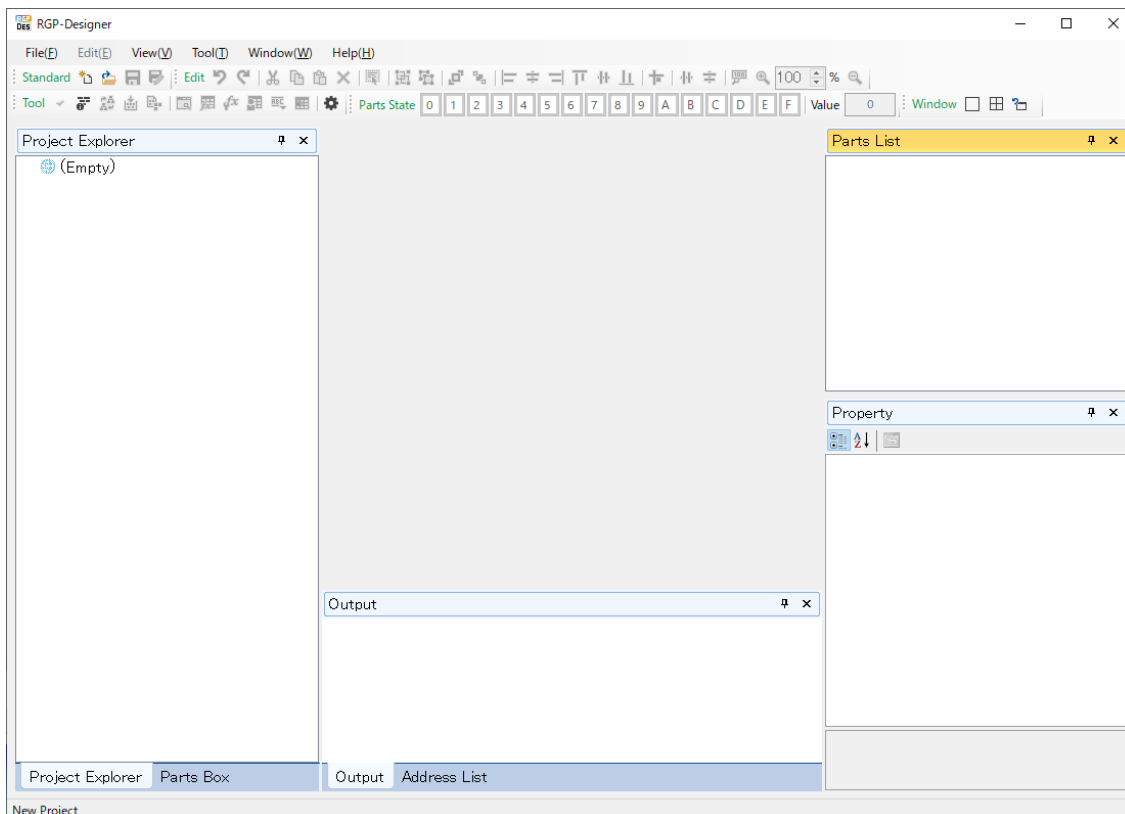 RGP-Designer
File(F) Edit(E) View(V) Tool(T) Window(W) Help(H)
Standard Edit 100 %
Tool Parts State 0 1 2 3 4 5 6 7 8 9 A B C D E F Value 0 Window
Project Explorer
(Empty)
Parts List
Property
Output
Project Explorer Parts Box
Output Address List
New Project